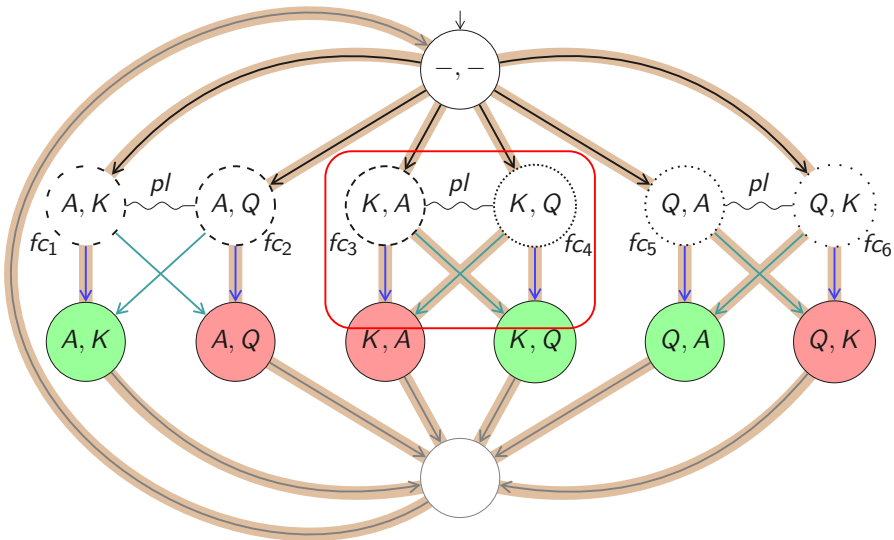 −, −
A, K pl A, Q K, A pl K, Q Q, A pl Q, K
fc1 fc2 fc3 fc4 fc5 fc6
A, K A, Q K, A K, Q Q, A Q, K